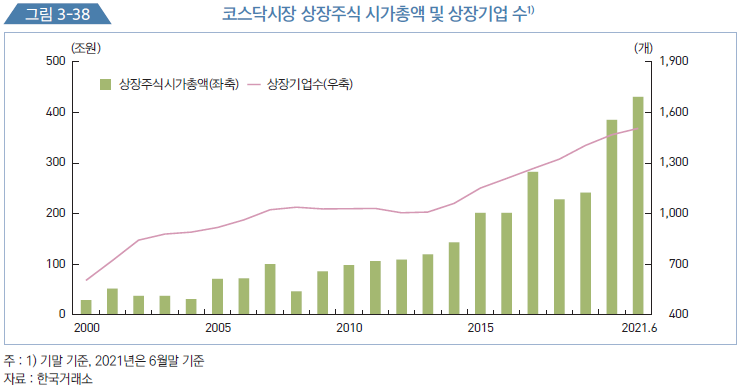 그림 3-38 코스닥시장 상장주식 시가총액 및 상장기업 수1)
(조원) (개)
상장주식시가총액(좌축) 상장기업수(우축)
500 1,900
400 1,600
300 1,300
200 1,000
100 700
0 400
2000 2005 2010 2015 2021.6
주 : 1) 기말 기준, 2021년은 6월말 기준
자료 : 한국거래소